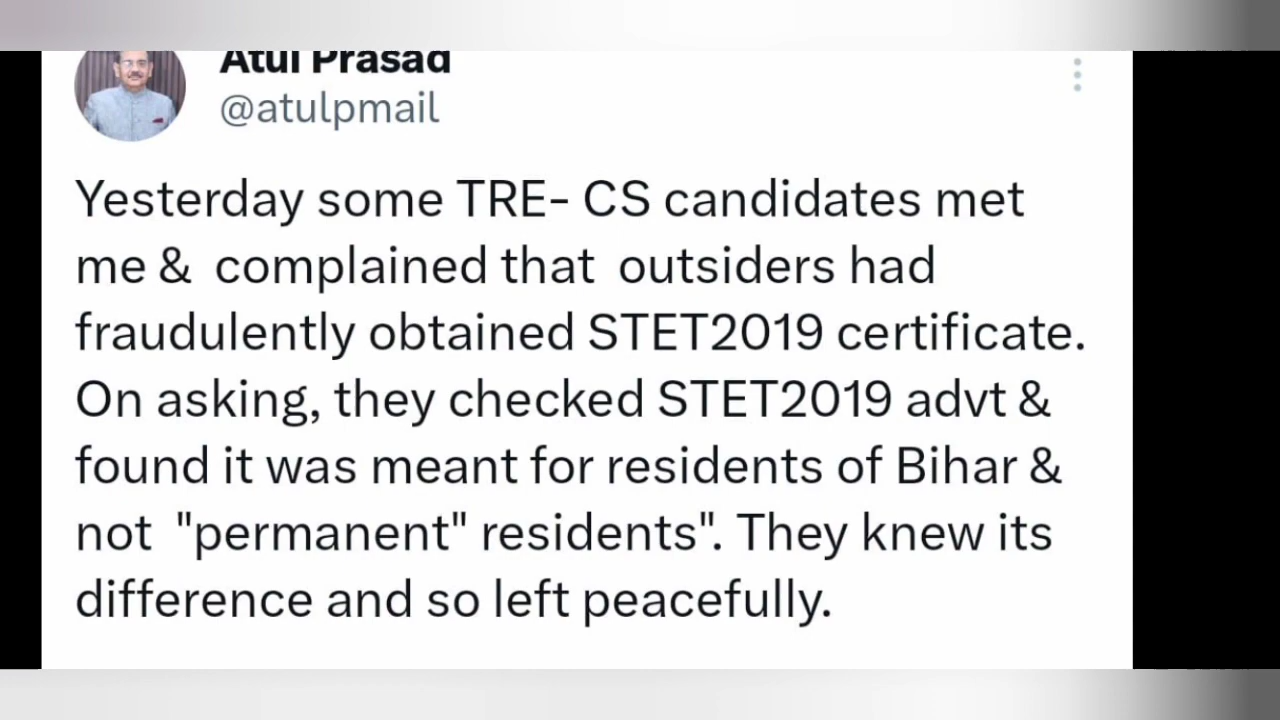 Atul Prasad
@atulpmail
Yesterday some TRE- CS candidates met
me & complained that outsiders had
fraudulently obtained STET2019 certificate.
On asking, they checked STET2019 advt &
found it was meant for residents of Bihar &
not "permanent" residents". They knew its
difference and so left peacefully.